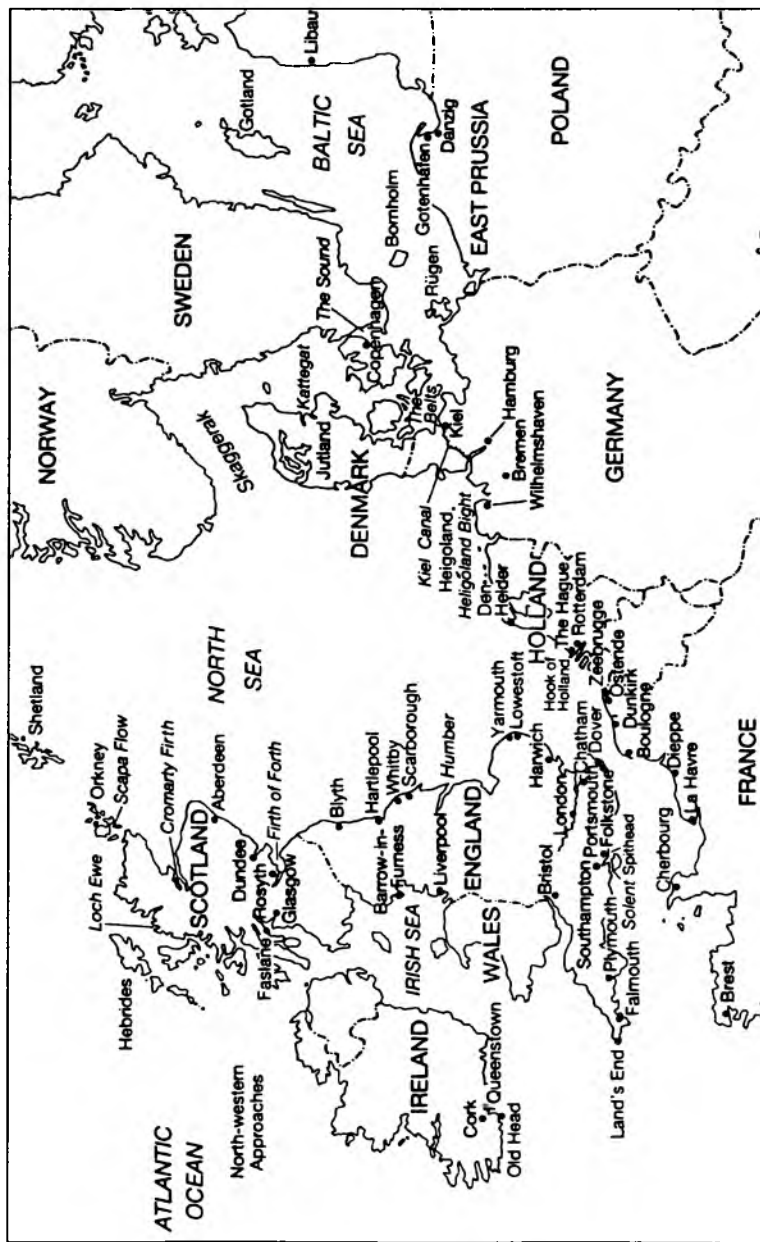 ATLANTIC
OCEAN
North-western
Approaches
Hebrides
Loch Ewe
Orkney
Scapa Flow
Shetland
Cromarty Firth
SCOTLAND
Aberdeen
Dundee
Rosyth
Firth of Forth
Glasgow
Faslane
NORTH
SEA
NORWAY
Skaggerak
SWEDEN
Gotland
Libau
BALTIC
SEA
The Sound
Copenhagen
Kattegat
Jutland
DENMARK
The
Belts
Bornholm
Rügen
Gotenhafen
Danzig
EAST PRUSSIA
POLAND
Kiel
Kiel Canal
Heigoland
Heligoland Bight
Hamburg
Bremen
Wilhelmshaven
GERMANY
Den
Helder
HOLLAND
The Hague
Hook of
Holland
Rotterdam
Zeebrugge
Ostende
Dunkirk
Boulogne
Dieppe
La Havre
Cherbourg
FRANCE
Brest
Blyth
Hartlepool
Whitby
Scarborough
Barrow-in-
Furness
Humber
Liverpool
IRISH SEA
ENGLAND
WALES
Yarmouth
Lowestoft
Harwich
London
Chatham
Dover
Bristol
Southampton
Portsmouth
Folkstone
Plymouth
Solent Spithead
Falmouth
Land's End
IRELAND
Cork
Queenstown
Old Head